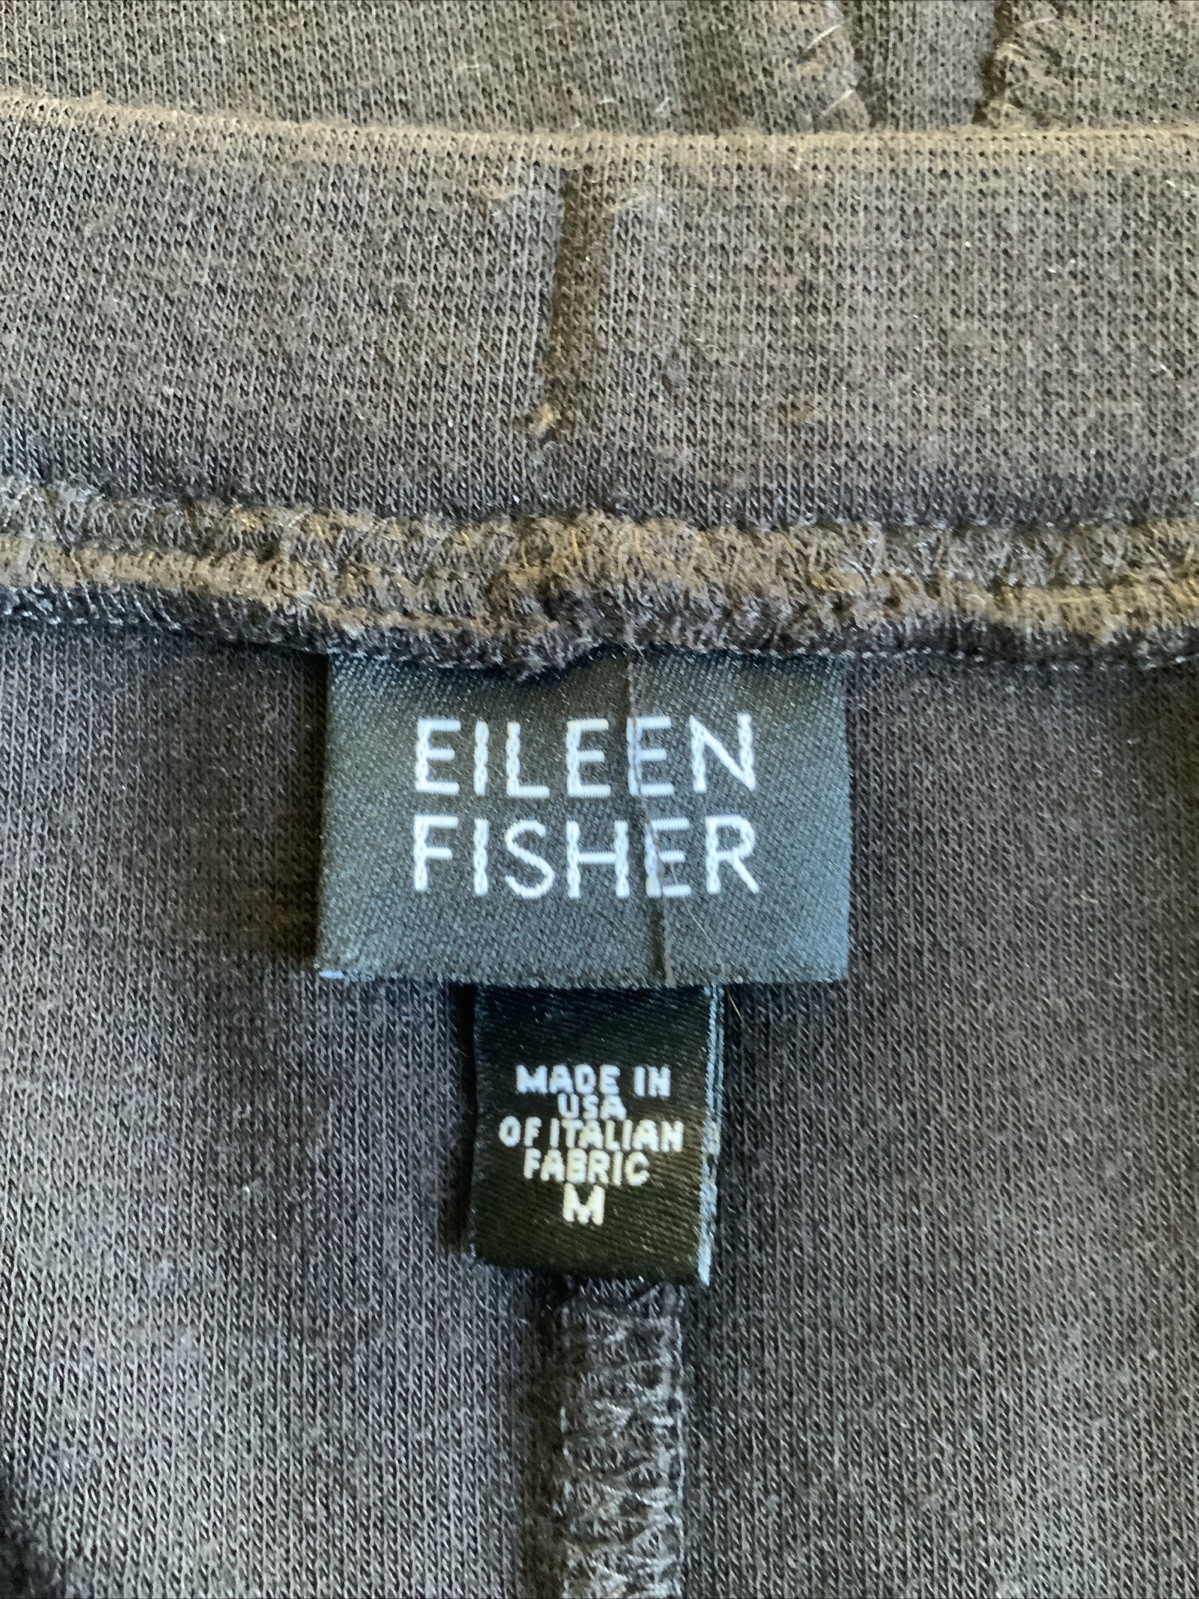 EILEEN
FISHER
MADE IN
USA
OF ITALIAN
FABRIC
M